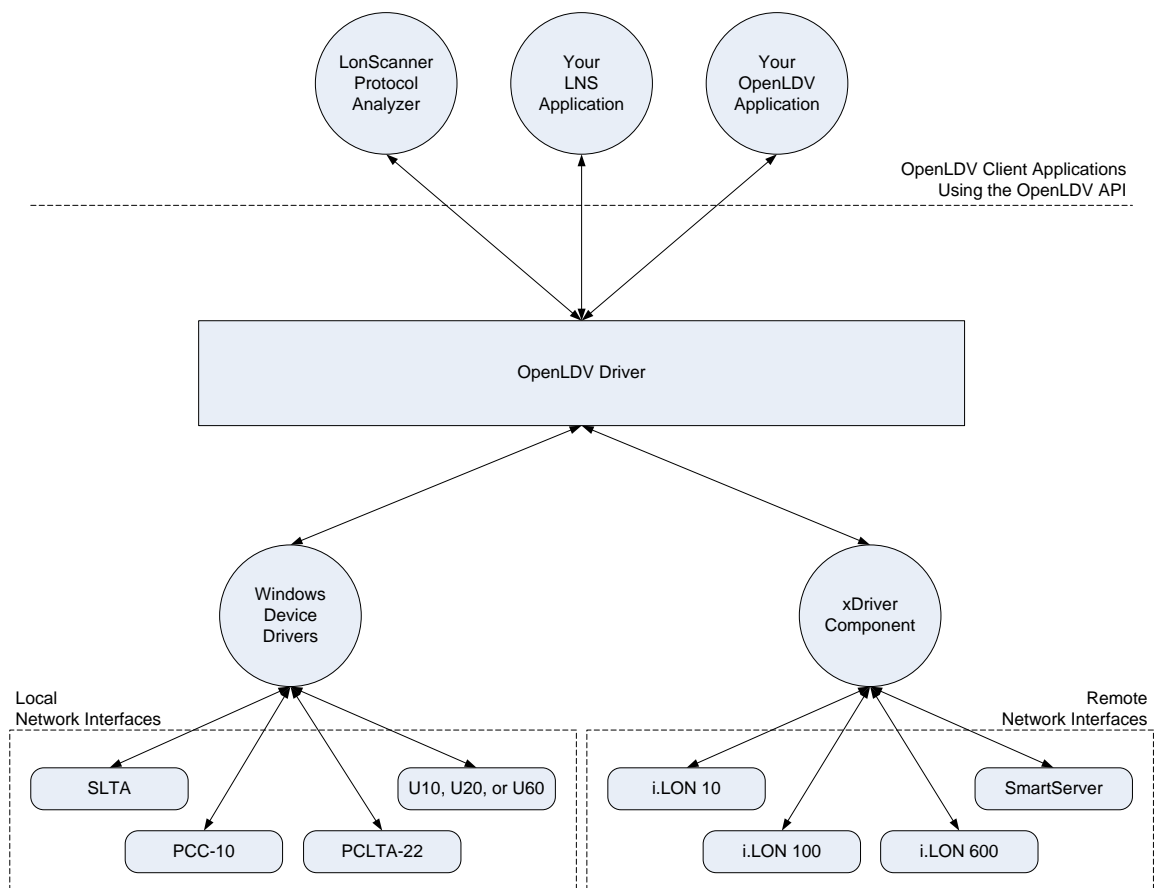 LonScanner
Protocol
Analyzer
Your
LNS
Application
Your
OpenLDV
Application
OpenLDV Client Applications
Using the OpenLDV API
OpenLDV Driver
Windows
Device
Drivers
xDriver
Component
Local
Network Interfaces
Remote
Network Interfaces
SLTA
U10, U20, or U60
i.LON 10
SmartServer
PCC-10
PCLTA-22
i.LON 100
i.LON 600